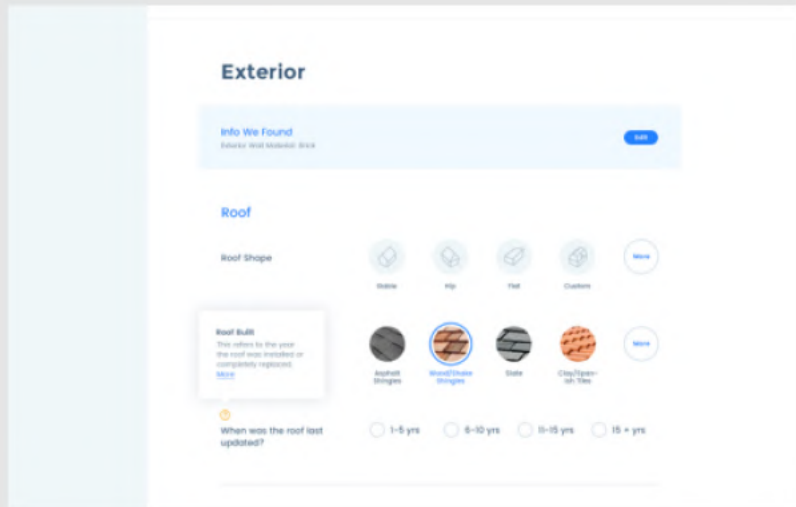 Exterior
Info We Found
Exterior Wall Material: Brick
Edit
Roof
Roof Shape
Gable
Hip
Flat
Custom
More
Roof Built
This refers to the year
the roof was installed or
completely replaced.
More
Asphalt
Shingles
Wood/Shake
Shingles
Slate
Clay/Span-
ish Tiles
More
When was the roof last
updated?
1-5 yrs
6-10 yrs
11-15 yrs
15 + yrs